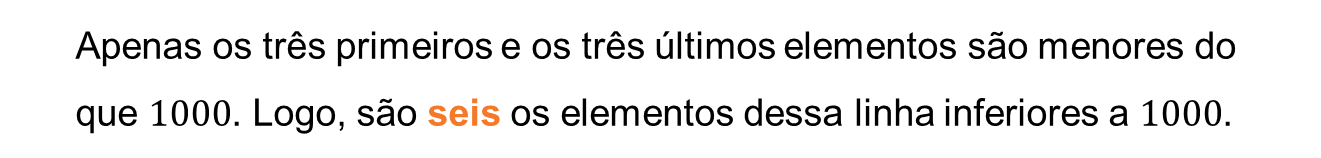 Apenas os três primeiros e os três últimos elementos são menores do
que 1000. Logo, são seis os elementos dessa linha inferiores a 1000.